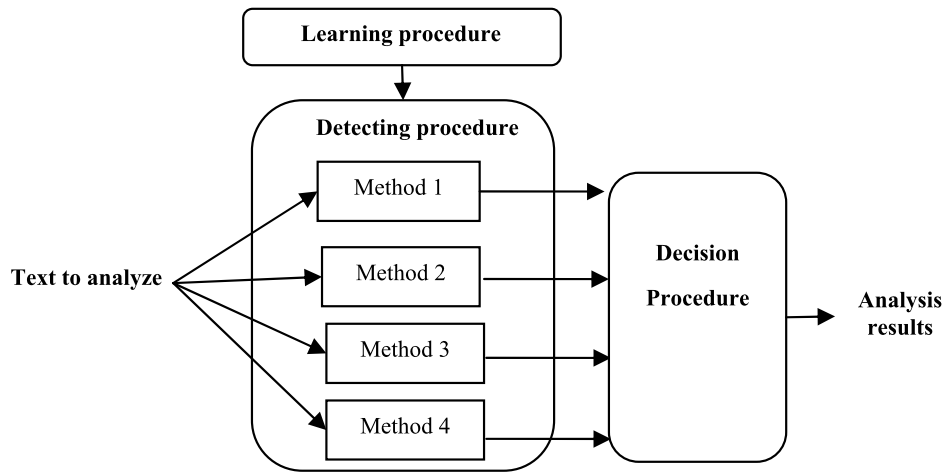 Learning procedure
Detecting procedure
Method 1
Method 2
Method 3
Method 4
Text to analyze
Decision
Procedure
Analysis
results